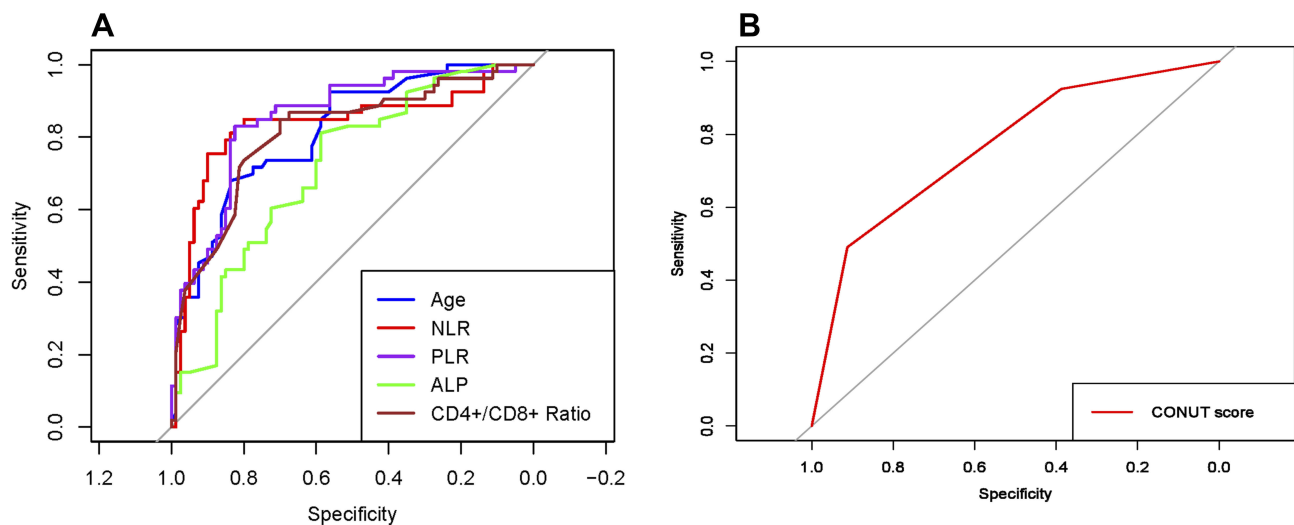 A
Sensitivity
1.0
0.8
0.6
0.4
0.2
0.0
Age
NLR
PLR
ALP
CD4+/CD8+ Ratio
1.2 1.0 0.8 0.6 0.4 0.2 0.0 −0.2
Specificity
B
Sensitivity
1.0
0.8
0.6
0.4
0.2
0.0
CONUT score
1.0 0.8 0.6 0.4 0.2 0.0
Specificity